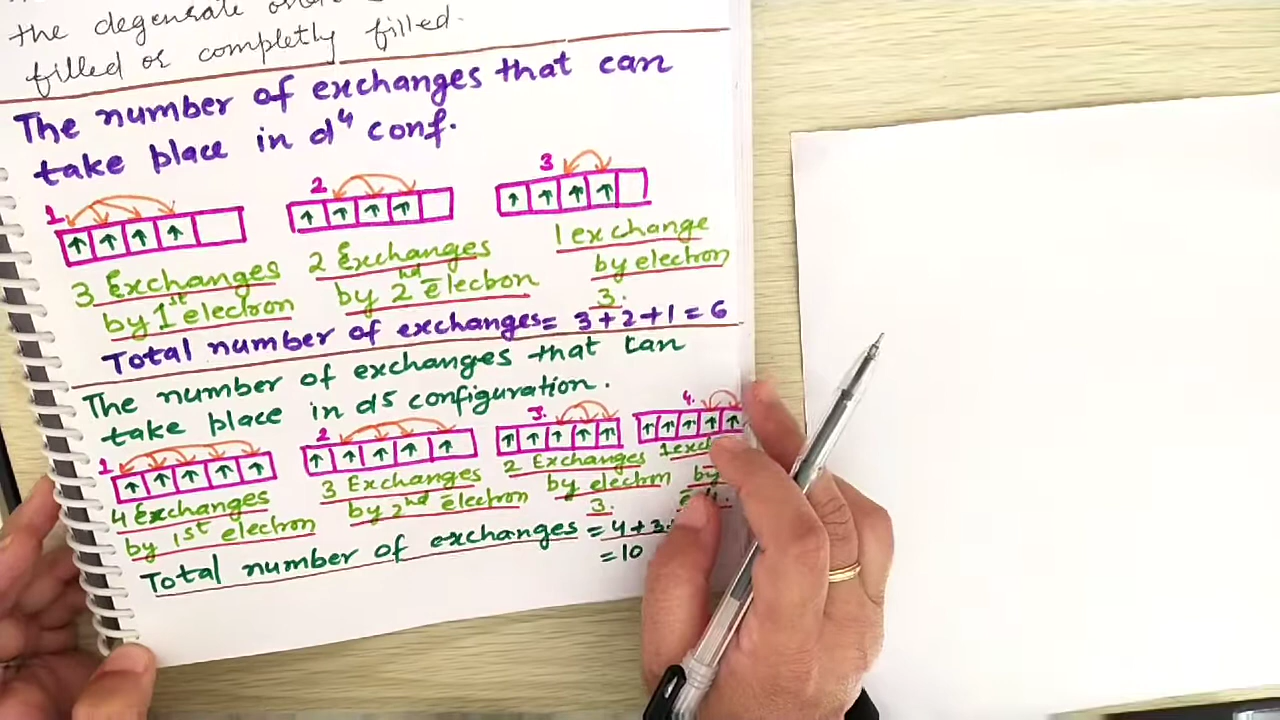 the degenrate
filled or completly filled.
The number of exchanges that can
take place in d⁴ conf.
1
2
3
3 Exchanges
by 1st electron
2 Exchanges
by 2nd electron
1 exchange
by electron
3.
Total number of exchanges = 3+2+1 = 6
The number of exchanges that can
take place in d5 configuration.
1
2
3.
4.
4 Exchanges
by 1st electron
3 Exchanges
by 2nd electron
2 Exchanges
by electron
3.
by
Total number of exchanges = 4+3
=10